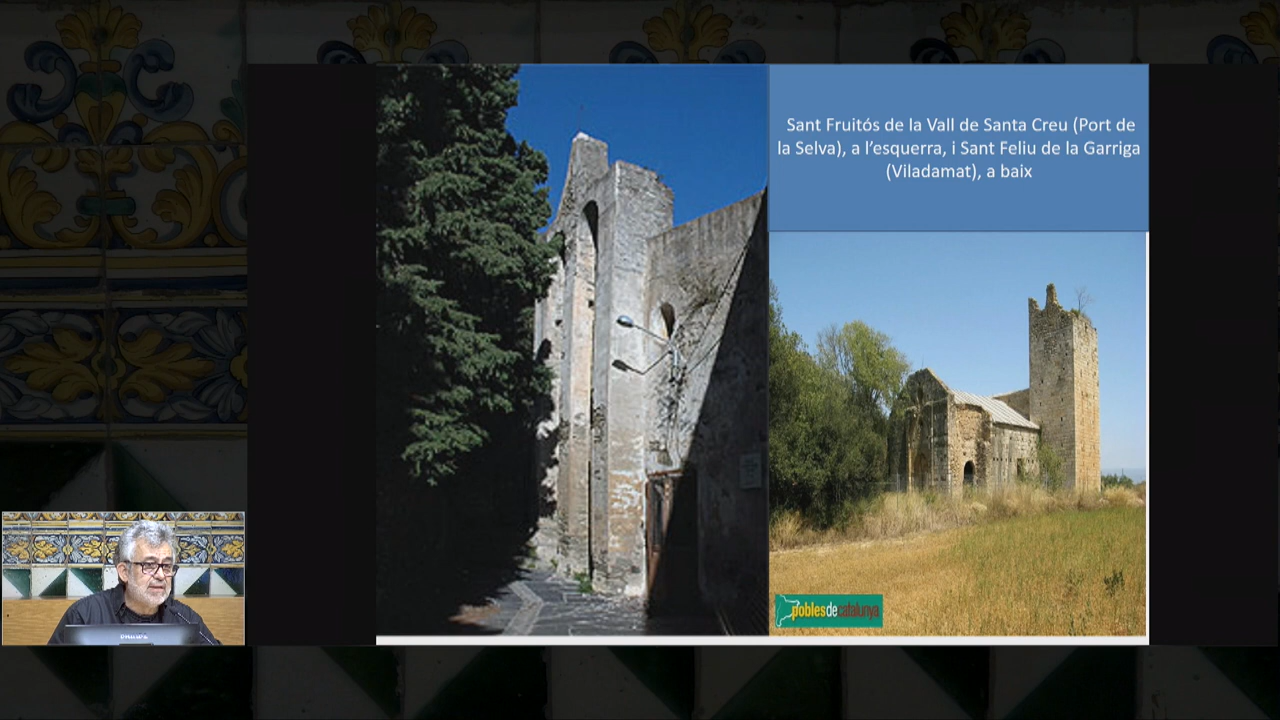 Sant Fruitós de la Vall de Santa Creu (Port de
la Selva), a l’esquerra, i Sant Feliu de la Garriga
(Viladamat), a baix
poblesdecatalunya